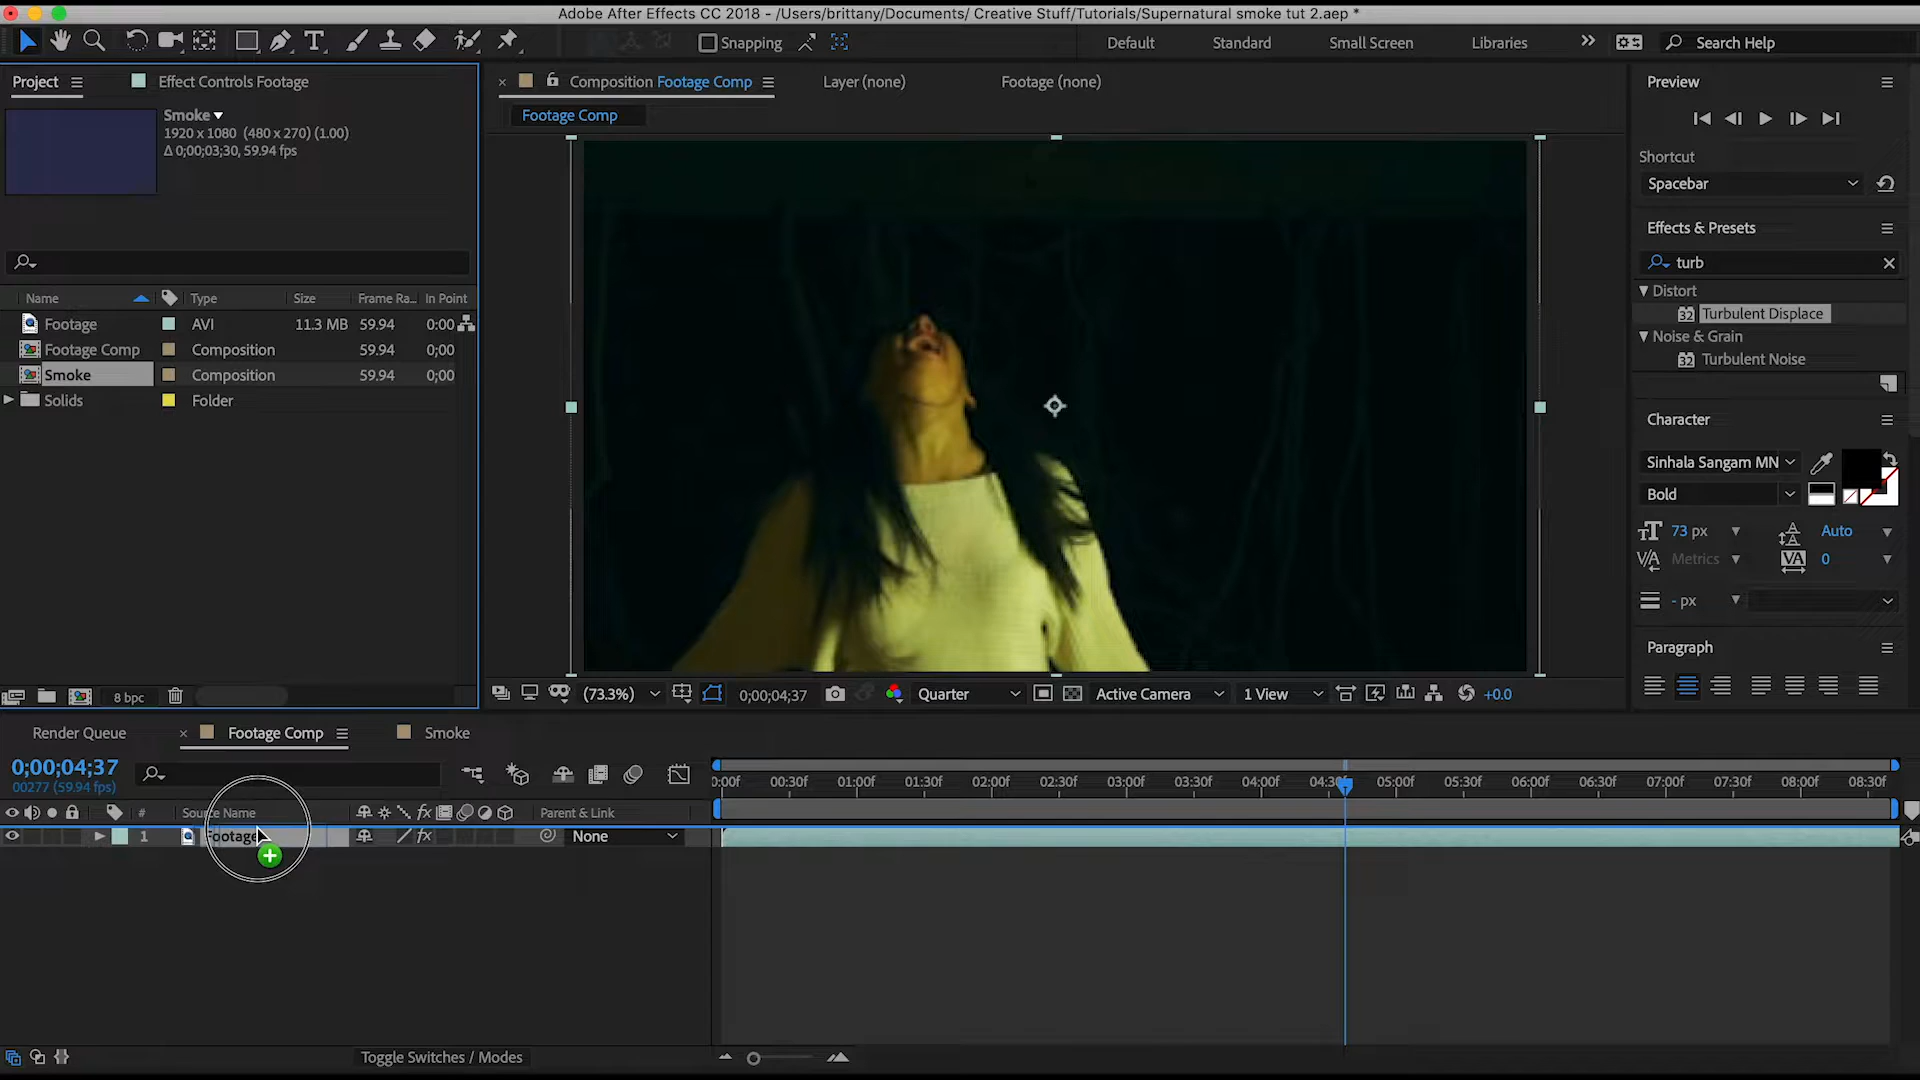 Adobe After Effects CC 2018 - /Users/brittany/Documents/ Creative Stuff/Tutorials/Supernatural smoke tut 2.aep *
Snapping
Default
Standard
Small Screen
Libraries
Search Help
Project
Effect Controls Footage
Composition Footage Comp
Layer (none)
Footage (none)
Footage Comp
Smoke
1920 x 1080 (480 x 270) (1.00)
Δ 0;00;03;30, 59.94 fps
Name
Type
Size
Frame Ra...
In Point
Footage
AVI
11.3 MB
59.94
0:00
Footage Comp
Composition
59.94
0;00
Smoke
Composition
59.94
0;00
Solids
Folder
8 bpc
(73.3%)
0;00;04;37
Quarter
Active Camera
1 View
+0.0
Preview
Shortcut
Spacebar
Effects & Presets
turb
Distort
32 Turbulent Displace
Noise & Grain
32 Turbulent Noise
Character
Sinhala Sangam MN
Bold
73 px
Auto
Metrics
0
- px
Paragraph
Render Queue
Footage Comp
Smoke
0;00;04;37
00277 (59.94 fps)
#
Source Name
fx
Parent & Link
1
Footage
fx
None
0:00f
00:30f
01:00f
01:30f
02:00f
02:30f
03:00f
03:30f
04:00f
04:30f
05:00f
05:30f
06:00f
06:30f
07:00f
07:30f
08:00f
08:30f
Toggle Switches / Modes